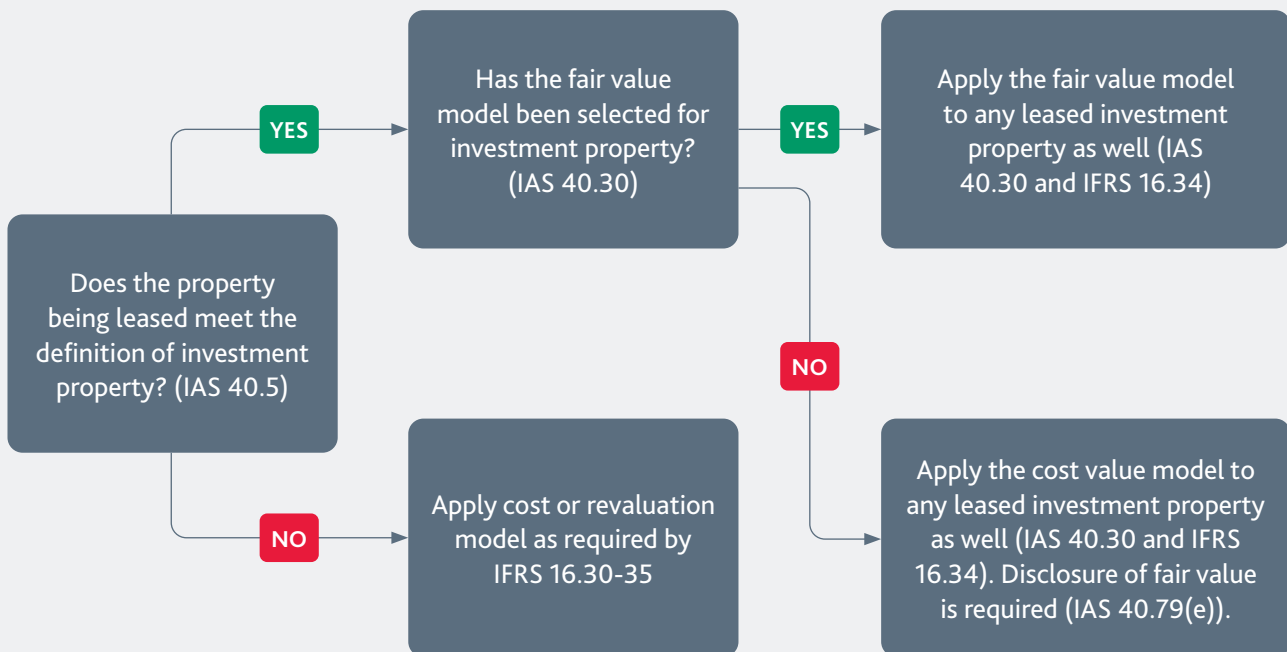 Does the property
being leased meet the
definition of investment
property? (IAS 40.5)
YES
Has the fair value
model been selected for
investment property?
(IAS 40.30)
YES
Apply the fair value model
to any leased investment
property as well (IAS
40.30 and IFRS 16.34)
NO
Apply the cost value model to
any leased investment property
as well (IAS 40.30 and IFRS
16.34). Disclosure of fair value
is required (IAS 40.79(e)).
NO
Apply cost or revaluation
model as required by
IFRS 16.30-35